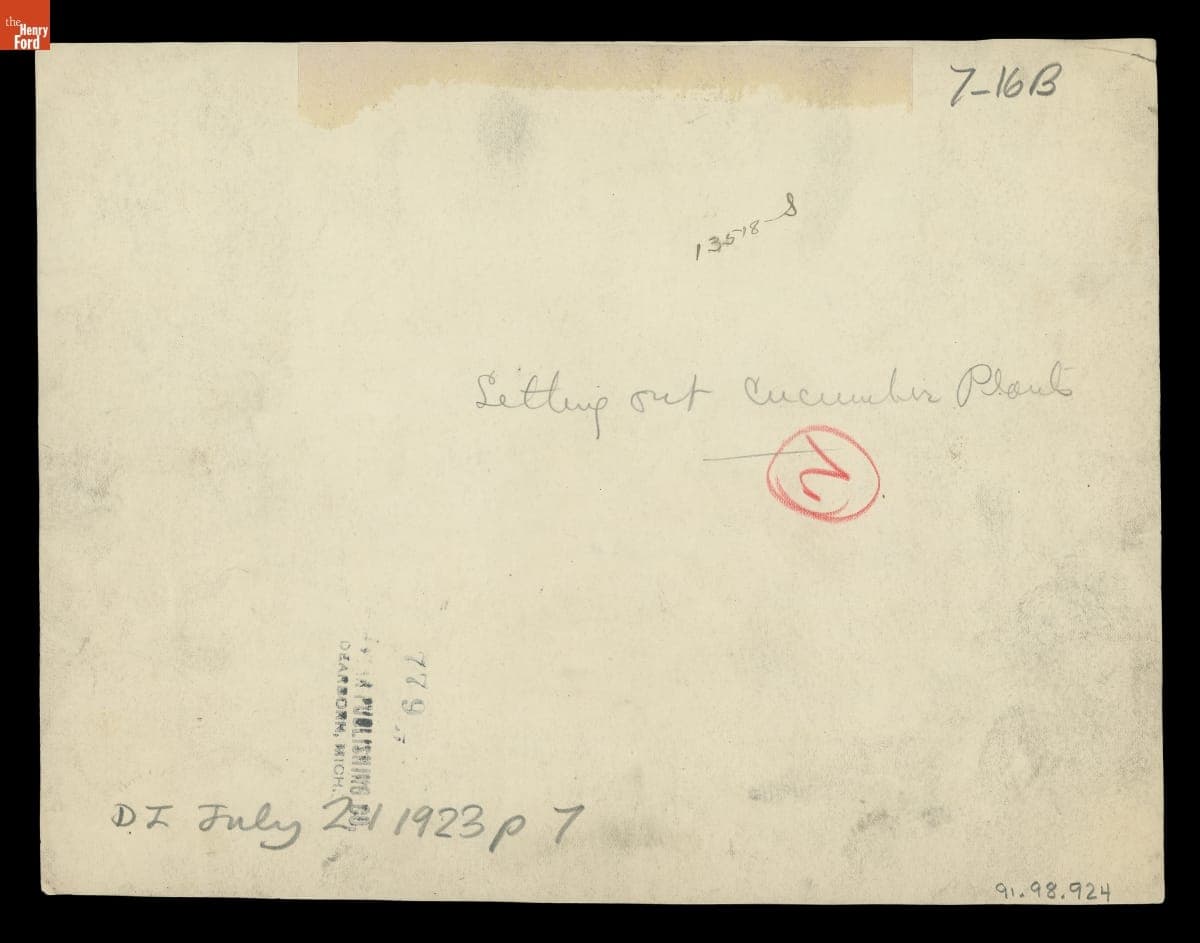 the
Henry
Ford
7-16B
13518-S
Setting out Cucumber Plants
2
779
PUBLISHING CO.
DEARBORN, MICH.
D I July 21 1923 p 7
91.98.924